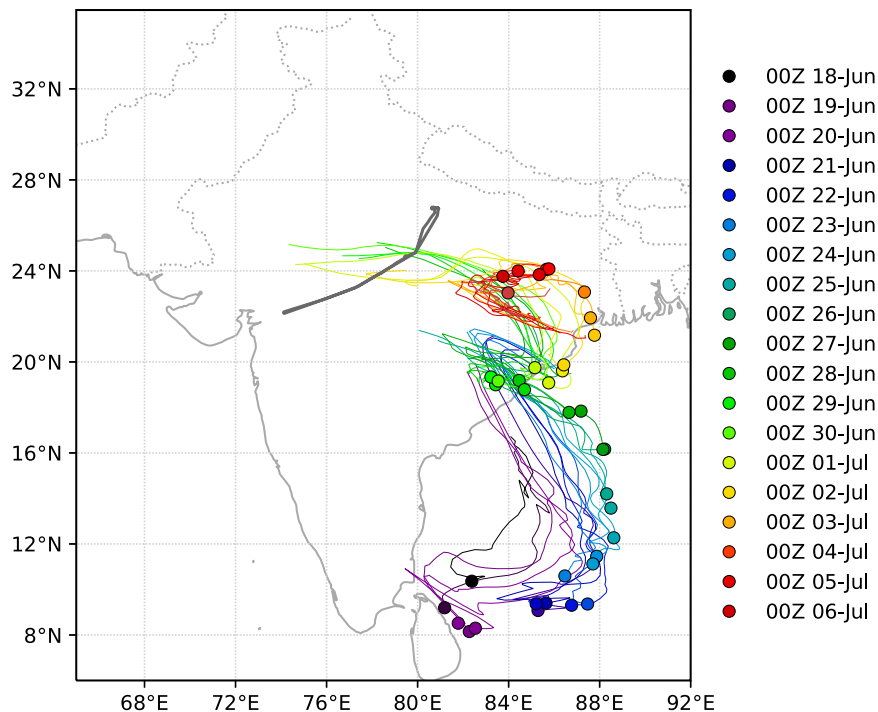 32°N
28°N
24°N
20°N
16°N
12°N
8°N
68°E
72°E
76°E
80°E
84°E
88°E
92°E
00Z 18-Jun
00Z 19-Jun
00Z 20-Jun
00Z 21-Jun
00Z 22-Jun
00Z 23-Jun
00Z 24-Jun
00Z 25-Jun
00Z 26-Jun
00Z 27-Jun
00Z 28-Jun
00Z 29-Jun
00Z 30-Jun
00Z 01-Jul
00Z 02-Jul
00Z 03-Jul
00Z 04-Jul
00Z 05-Jul
00Z 06-Jul